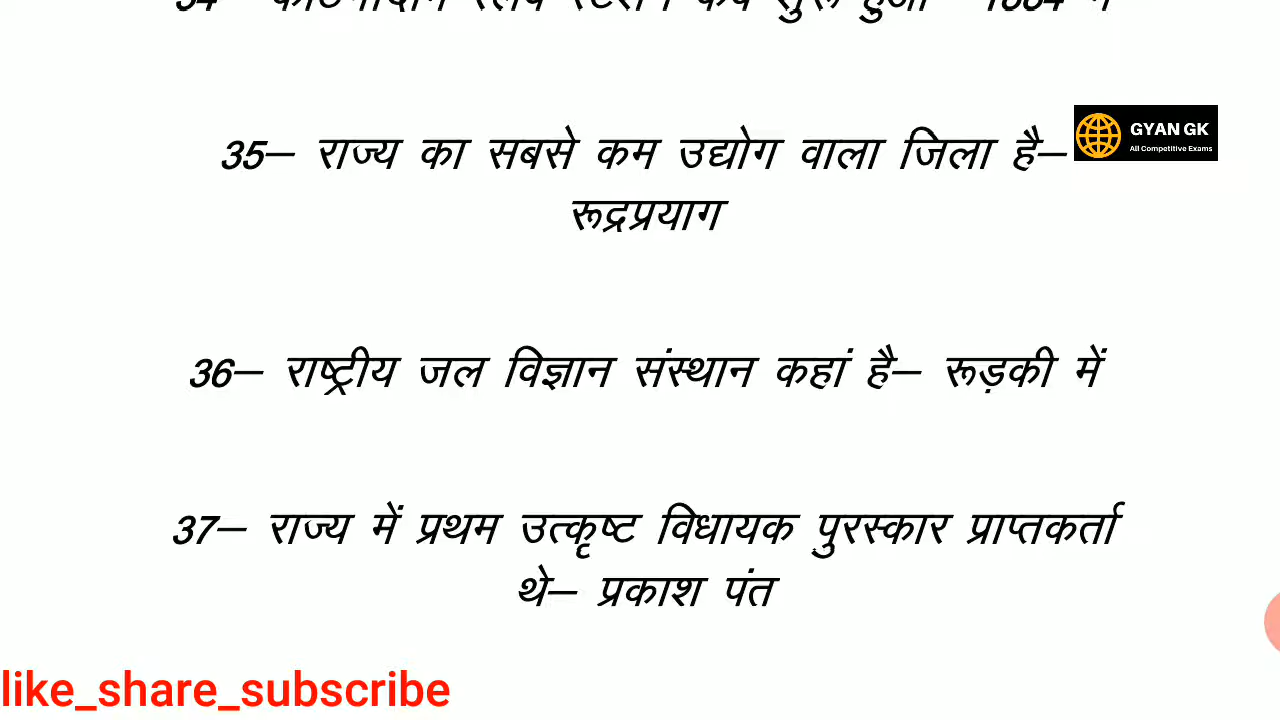 35– राज्य का सबसे कम उद्योग वाला जिला है–
रूद्रप्रयाग
GYAN GK
All Competitive Exams
36– राष्ट्रीय जल विज्ञान संस्थान कहां है– रूड़की में
37– राज्य में प्रथम उत्कृष्ट विधायक पुरस्कार प्राप्तकर्ता
थे– प्रकाश पंत
like_share_subscribe